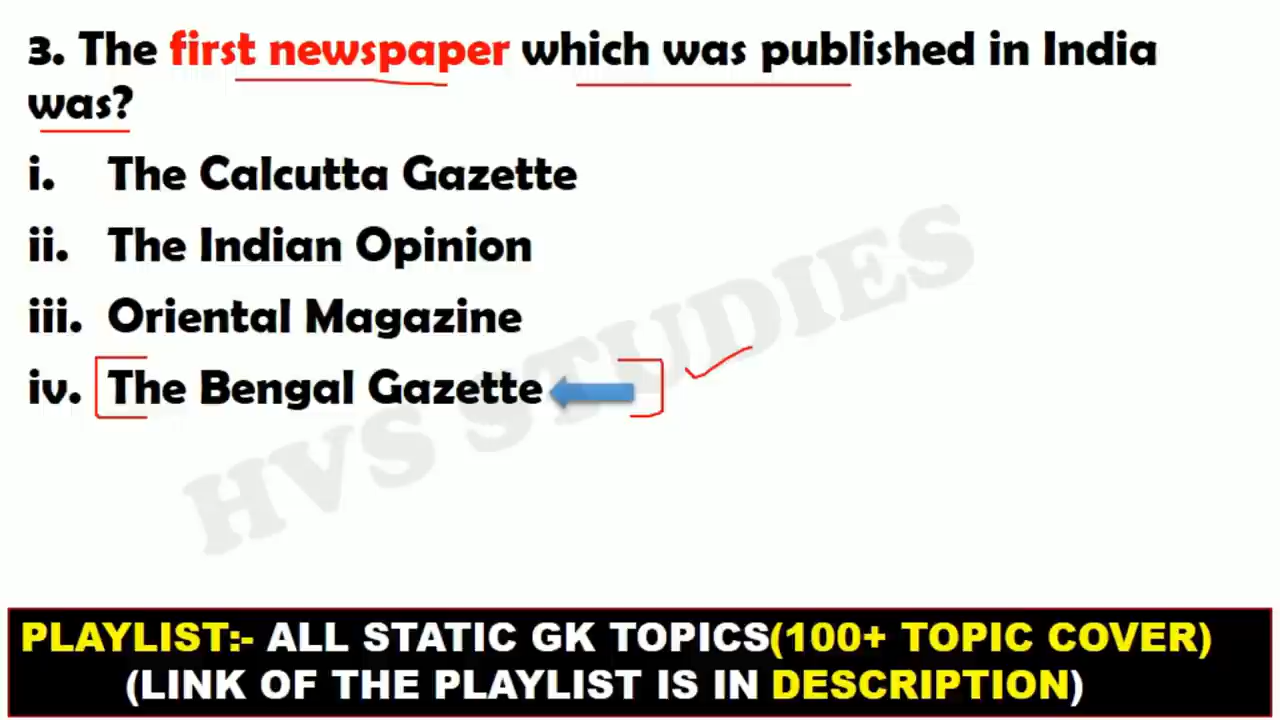 3. The first newspaper which was published in India
was?
i. The Calcutta Gazette
ii. The Indian Opinion
iii. Oriental Magazine
iv. The Bengal Gazette
HVS STUDIES
PLAYLIST:- ALL STATIC GK TOPICS(100+ TOPIC COVER)
(LINK OF THE PLAYLIST IS IN DESCRIPTION)